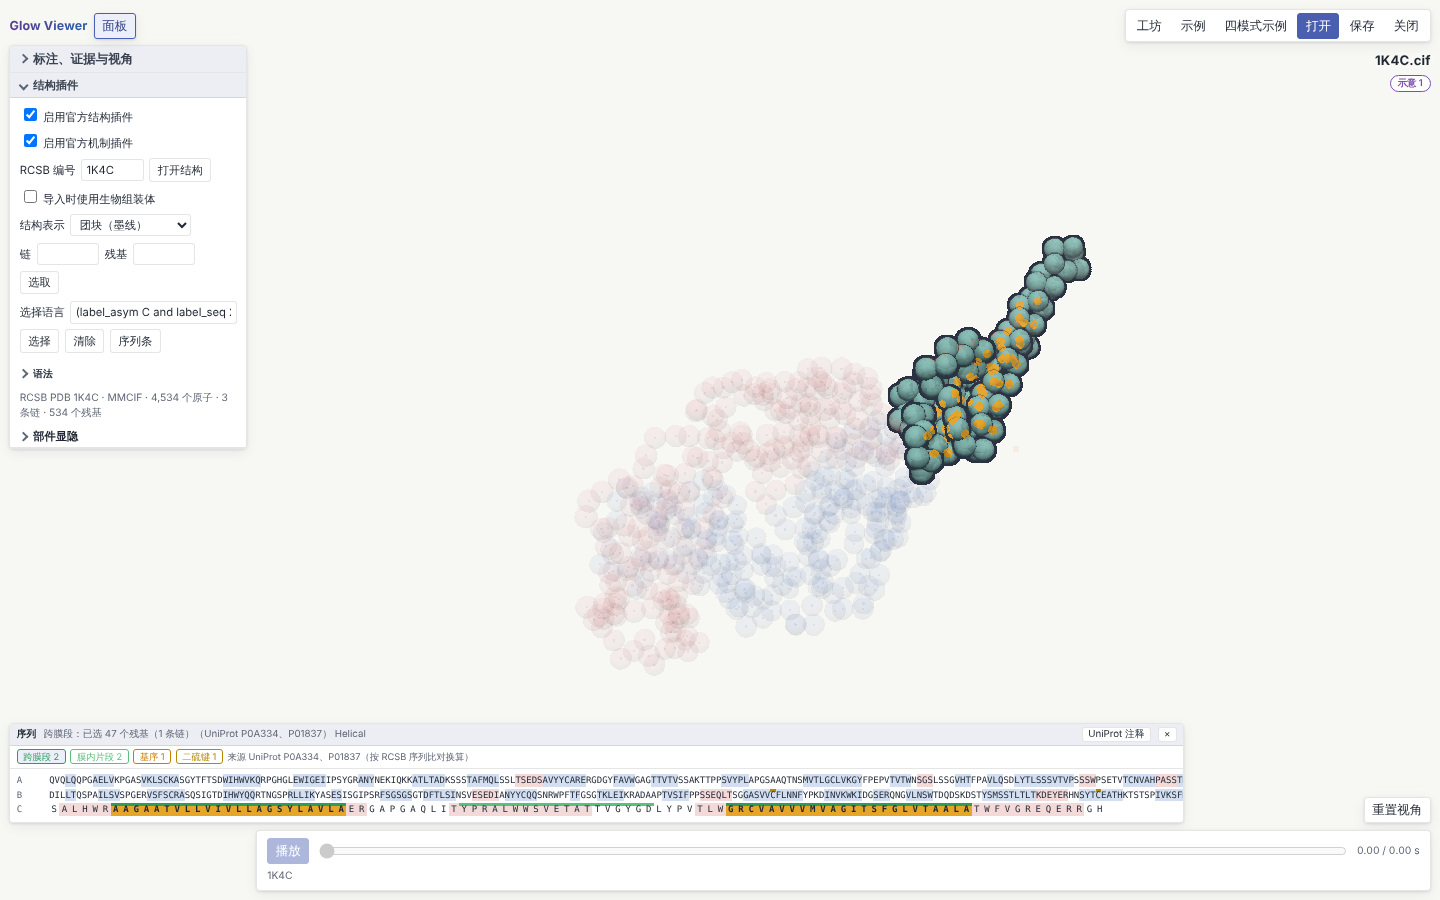 Glow Viewer 面板
工坊 示例 四模式示例 打开 保存 关闭
1K4C.cif
示意 1
标注、证据与视角
结构插件
启用官方结构插件
启用官方机制插件
RCSB 编号 1K4C 打开结构
导入时使用生物组装体
结构表示 团块（墨线）
链 残基
选取
选择语言 (label_asym C and label_seq
选择 清除 序列条
语法
RCSB PDB 1K4C · MMCIF · 4,534 个原子 · 3
条链 · 534 个残基
部件显隐
序列 跨膜段：已选 47 个残基（1 条链）（UniProt P0A334、P01837） Helical UniProt 注释 ×
跨膜段 2 膜内片段 2 基序 1 二硫键 1 来源 UniProt P0A334、P01837（按 RCSB 序列比对换算）
A QVQLQQPGAELVKPGASVKLSCKASGYTFTSDWIHWVKQRPGHGLEWIGEIIPSYGRANYNEKIQKKATLTADKSSSTAFMQLSSLTSEDSAVYYCARERGDGYFAVWGAGTTVTVSSAKTTPPSVYPLAPGSAAQTNSMVTLGCLVKGYFPEPVTVTWNSGSLSSGVHTFPAVLQSDLYTLSSSVTVPSSSWPSETVTCNVAHPASST
B DILLTQSPAILSVSPGERVSFSCRASQSIGTDIHWYQQRTNGSPRLLIKYASESISGIPSRFSGSGSGTDFTLSINSVESEDIANYYCQQSNRWPFTFGSGTKLEIKRADAAPTVSIFPPSSEQLTSGGASVVCFLNNFYPKDINVKWKIDGSERQNGVLNSWTDQDSKDSTYSMSSTLTLTKDEYERHNSYTCEATHKTSTSPIVKSF
C SALHWRAAGAATVLLVIVLLAGSYLAVLAERGAPGAQLITYPRALWWSVETATTVGYGDLYPVTLWGRCVAVVVMVAGITSFGLVTAALATWFVGREQERRGH
重置视角
播放 0.00 / 0.00 s
1K4C